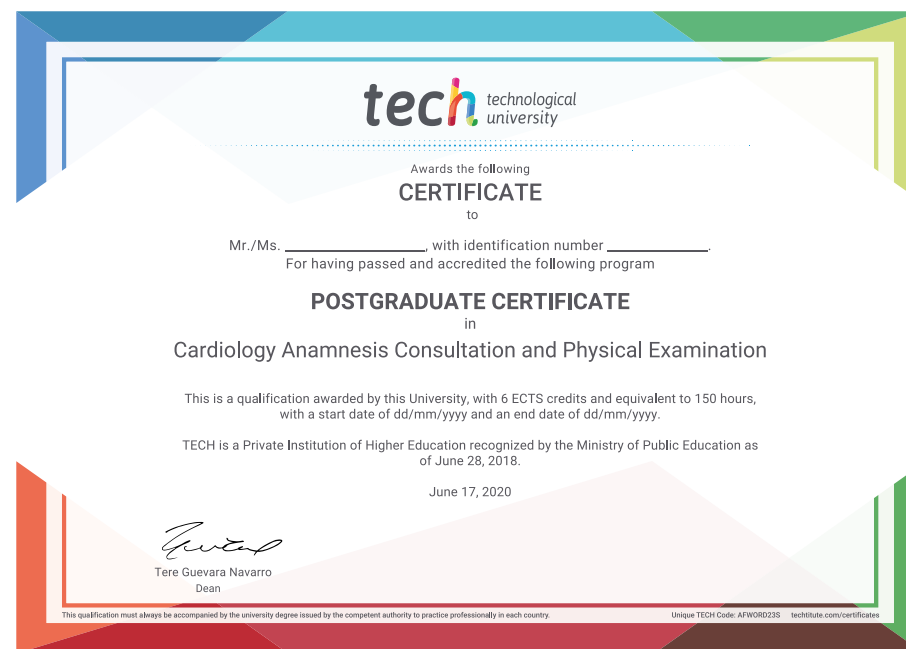 tech technological
university
Awards the following
CERTIFICATE
to
Mr./Ms. ____________________, with identification number ______________.
For having passed and accredited the following program
POSTGRADUATE CERTIFICATE
in
Cardiology Anamnesis Consultation and Physical Examination
This is a qualification awarded by this University, with 6 ECTS credits and equivalent to 150 hours,
with a start date of dd/mm/yyyy and an end date of dd/mm/yyyy.
TECH is a Private Institution of Higher Education recognized by the Ministry of Public Education as
of June 28, 2018.
June 17, 2020
Tere Guevara Navarro
Dean
This qualification must always be accompanied by the university degree issued by the competent authority to practice professionally in each country.
Unique TECH Code: AFWORD23S techtitute.com/certificates